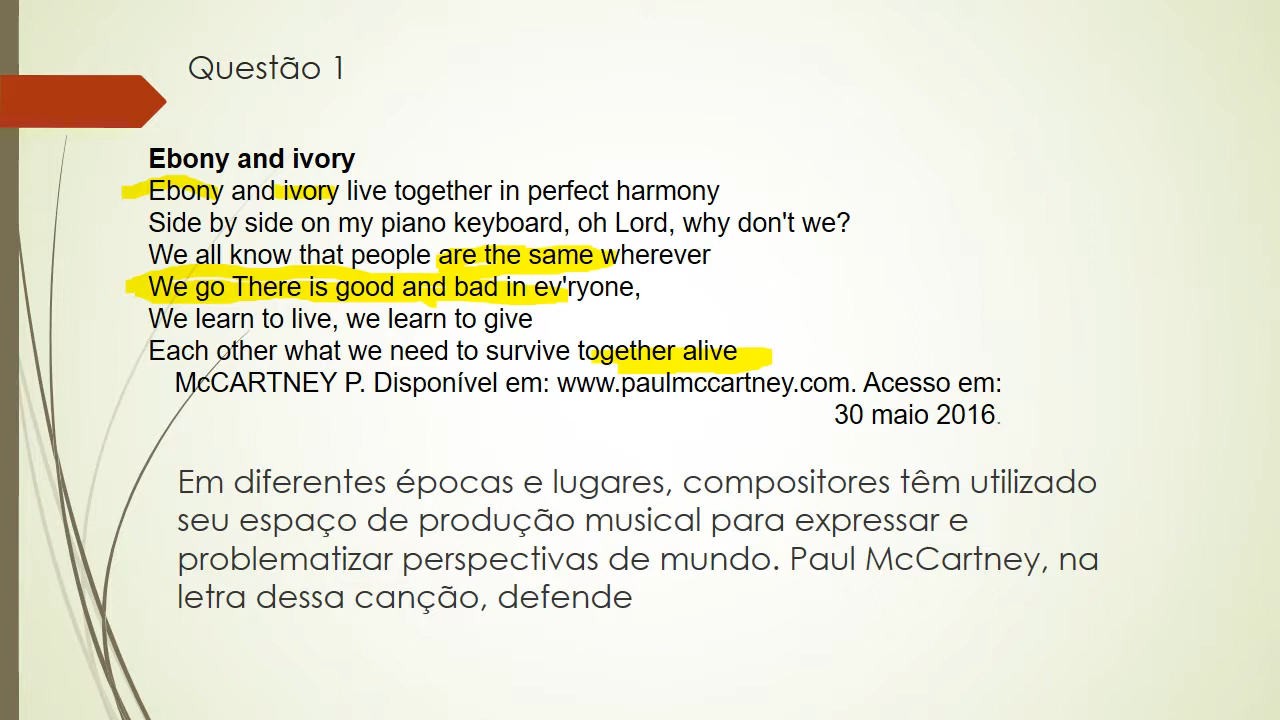 Questão 1
Ebony and ivory
Ebony and ivory live together in perfect harmony
Side by side on my piano keyboard, oh Lord, why don't we?
We all know that people are the same wherever
We go There is good and bad in ev'ryone,
We learn to live, we learn to give
Each other what we need to survive together alive
McCARTNEY P. Disponível em: www.paulmccartney.com. Acesso em:
30 maio 2016.
Em diferentes épocas e lugares, compositores têm utilizado
seu espaço de produção musical para expressar e
problematizar perspectivas de mundo. Paul McCartney, na
letra dessa canção, defende